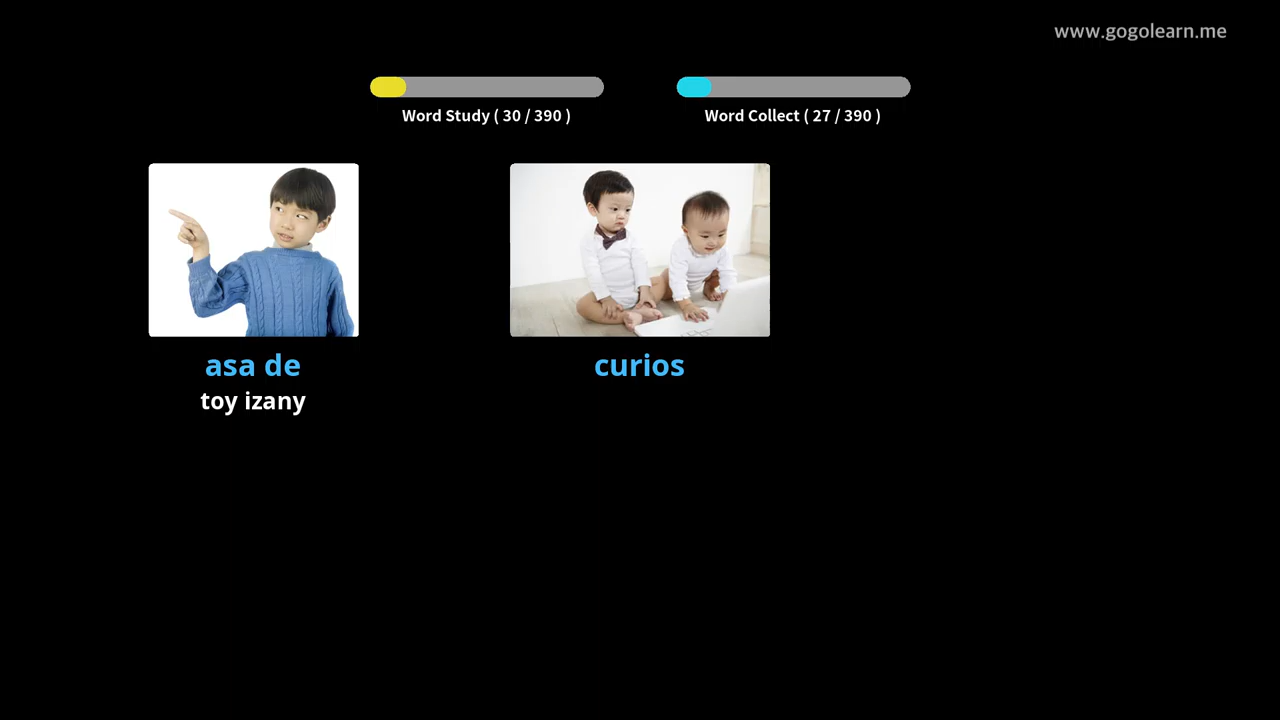 www.gogolearn.me
Word Study ( 30 / 390 )
Word Collect ( 27 / 390 )
asa de
toy izany
curios